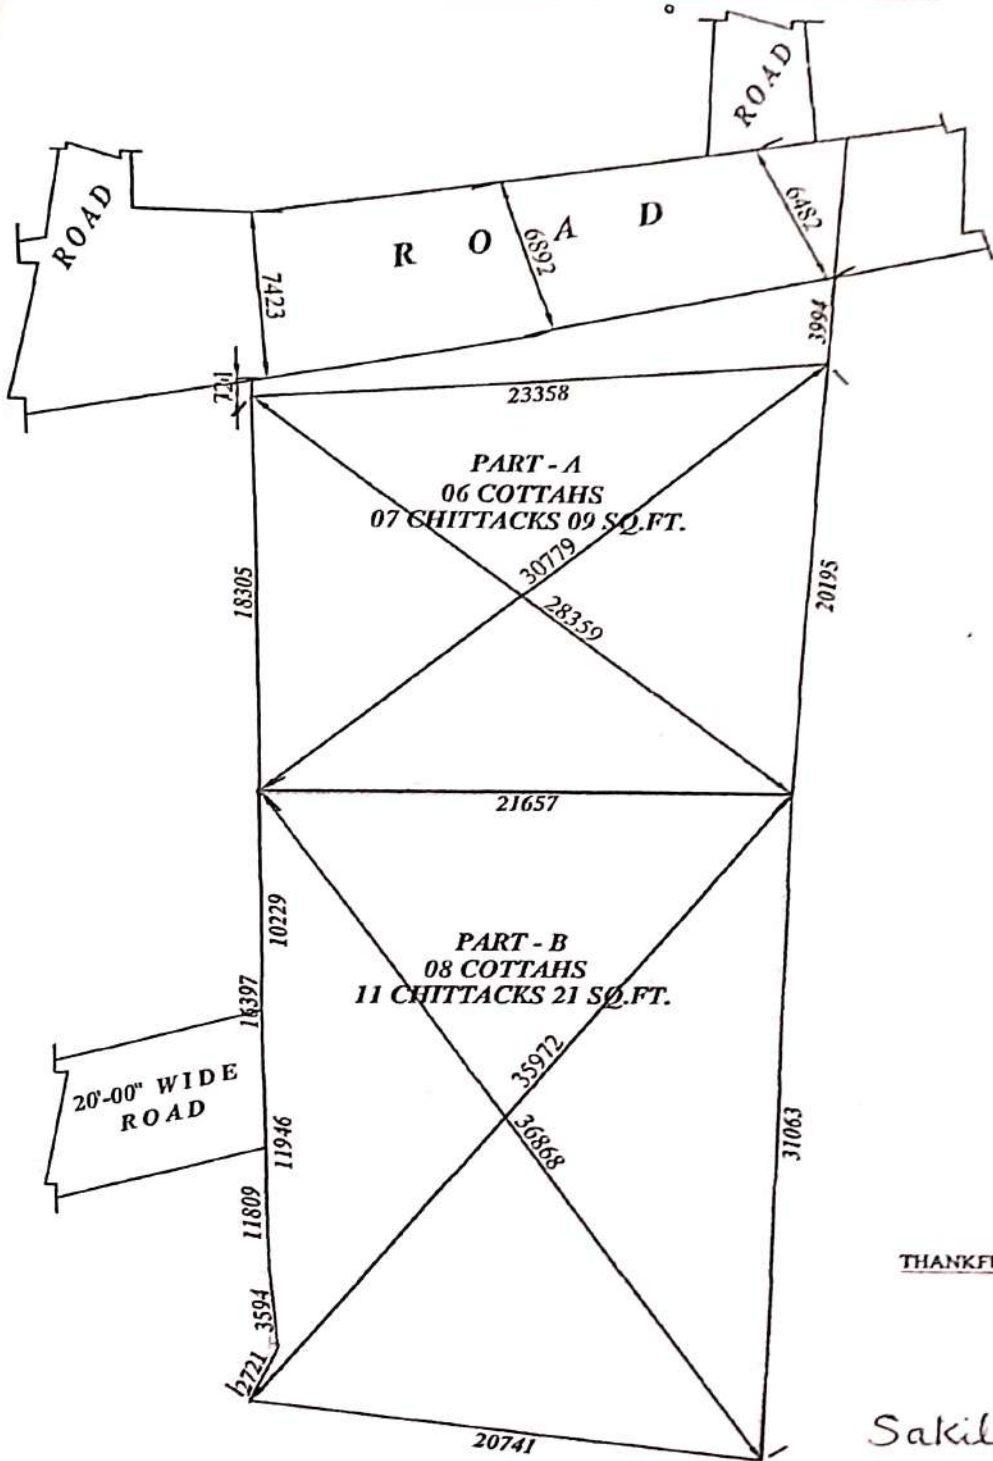 ROAD
ROAD
R O A D
6482
6892
7423
3994
721
23358
PART - A
06 COTTAHS
07 CHITTACKS 09 SQ.FT.
30779
28359
18305
20195
21657
10229
PART - B
08 COTTAHS
11 CHITTACKS 21 SQ.FT.
16397
35972
36868
20'-00" WIDE
ROAD
11946
31063
11809
3594
2721
20741
Sakil